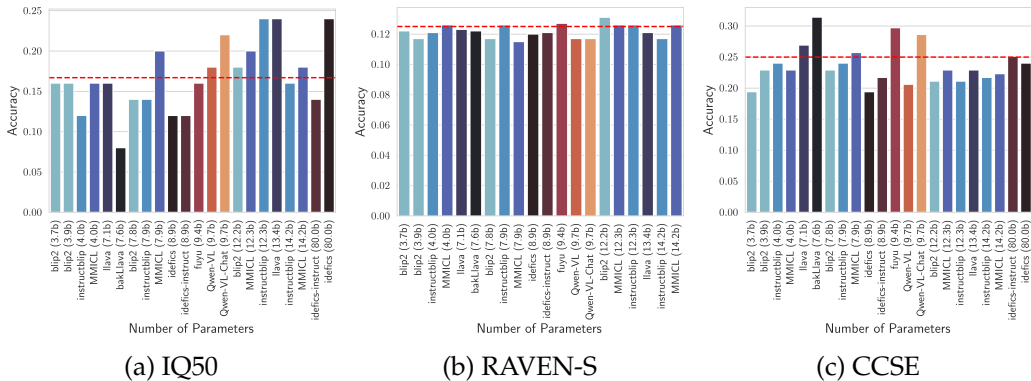 0.25
0.20
0.15
0.10
0.05
0.00
Accuracy
blip2 (3.7b)
blip2 (3.9b)
instructblip (4.0b)
MMICL (4.0b)
llava (7.1b)
bakLlava (7.6b)
blip2 (7.8b)
instructblip (7.9b)
MMICL (7.9b)
idefics (8.9b)
idefics-instruct (8.9b)
fuyu (9.4b)
Qwen-VL (9.7b)
Qwen-VL-Chat (9.7b)
blip2 (12.2b)
MMICL (12.3b)
instructblip (12.3b)
llava (13.4b)
instructblip (14.2b)
MMICL (14.2b)
idefics-instruct (80.0b)
idefics (80.0b)
Number of Parameters
(a) IQ50
0.12
0.10
0.08
0.06
0.04
0.02
0.00
Accuracy
blip2 (3.7b)
blip2 (3.9b)
instructblip (4.0b)
MMICL (4.0b)
llava (7.1b)
bakLlava (7.6b)
blip2 (7.8b)
instructblip (7.9b)
MMICL (7.9b)
idefics (8.9b)
idefics-instruct (8.9b)
fuyu (9.4b)
Qwen-VL (9.7b)
Qwen-VL-Chat (9.7b)
blip2 (12.2b)
MMICL (12.3b)
instructblip (12.3b)
llava (13.4b)
instructblip (14.2b)
MMICL (14.2b)
Number of Parameters
(b) RAVEN-S
0.30
0.25
0.20
0.15
0.10
0.05
0.00
Accuracy
blip2 (3.7b)
blip2 (3.9b)
instructblip (4.0b)
MMICL (4.0b)
llava (7.1b)
bakLlava (7.6b)
blip2 (7.8b)
instructblip (7.9b)
MMICL (7.9b)
idefics (8.9b)
idefics-instruct (8.9b)
fuyu (9.4b)
Qwen-VL (9.7b)
Qwen-VL-Chat (9.7b)
blip2 (12.2b)
MMICL (12.3b)
instructblip (12.3b)
llava (13.4b)
instructblip (14.2b)
MMICL (14.2b)
idefics-instruct (80.0b)
idefics (80.0b)
Number of Parameters
(c) CCSE